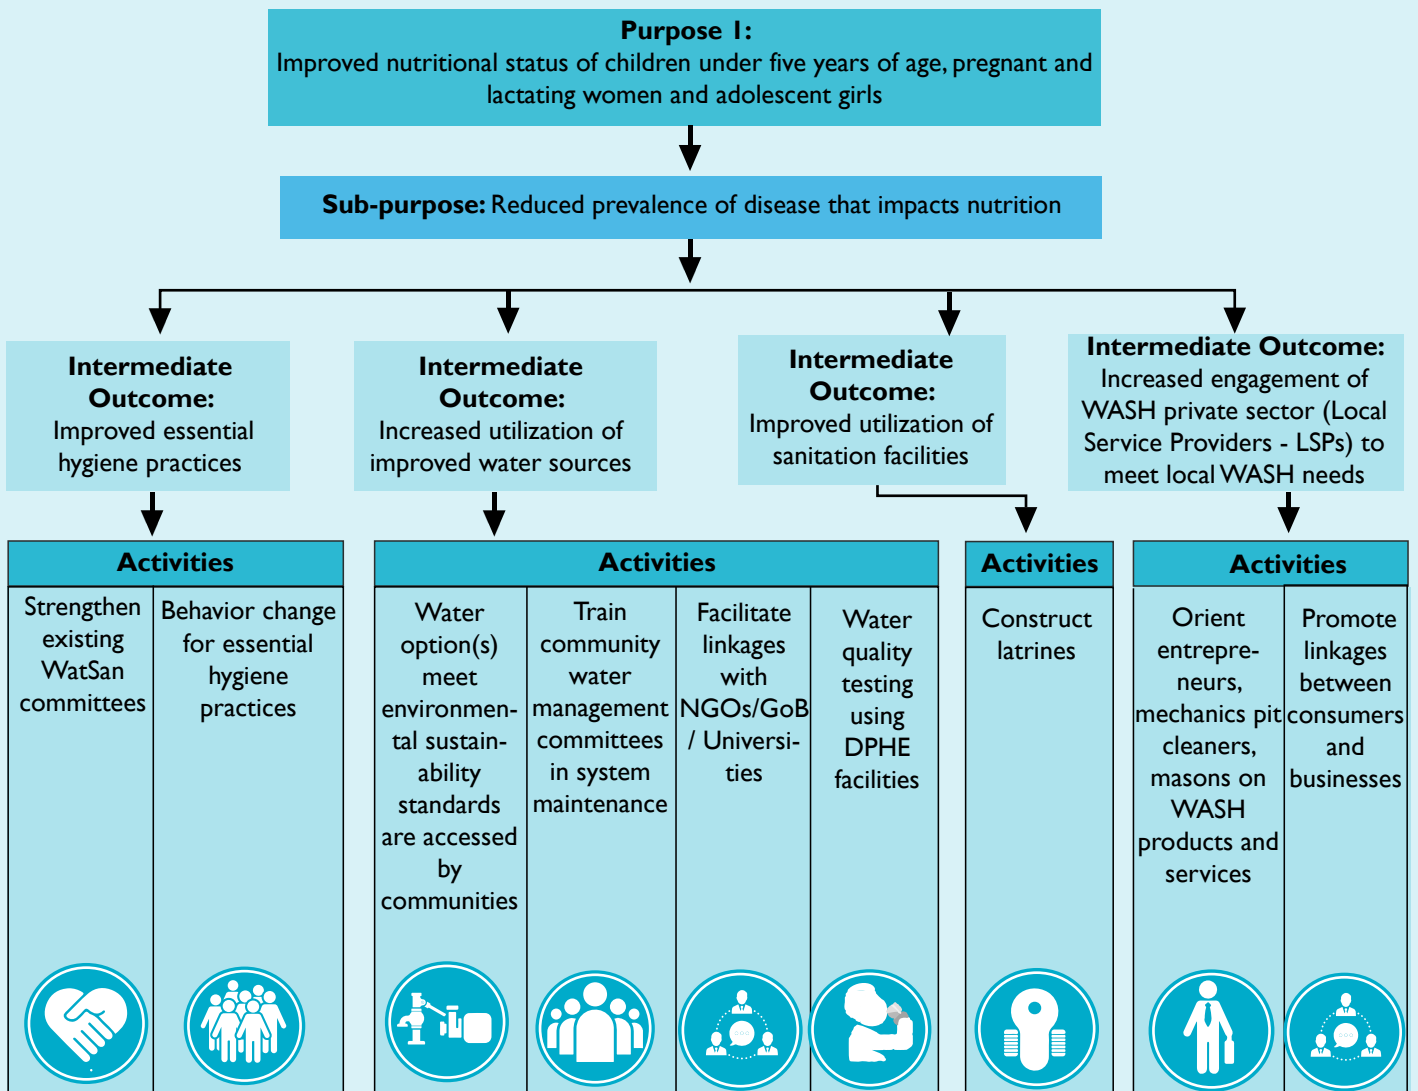 Purpose 1:
Improved nutritional status of children under five years of age, pregnant and
lactating women and adolescent girls
Sub-purpose: Reduced prevalence of disease that impacts nutrition
Intermediate
Outcome:
Improved essential
hygiene practices
Intermediate
Outcome:
Increased utilization of
improved water sources
Intermediate
Outcome:
Improved utilization of
sanitation facilities
Intermediate Outcome:
Increased engagement of
WASH private sector (Local
Service Providers - LSPs) to
meet local WASH needs
Activities
Strengthen
existing
WatSan
committees
Behavior change
for essential
hygiene
practices
Activities
Water
option(s)
meet
environmen-
tal sustain-
ability
standards
are accessed
by
communities
Train
community
water
management
committees
in system
maintenance
Facilitate
linkages
with
NGOs/GoB
/ Universi-
ties
Water
quality
testing
using
DPHE
facilities
Activities
Construct
latrines
Activities
Orient
entrepre-
neurs,
mechanics pit
cleaners,
masons on
WASH
products and
services
Promote
linkages
between
consumers
and
businesses